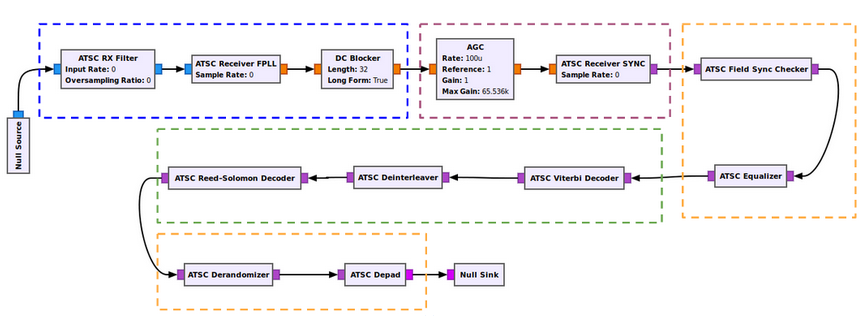 Null Source
ATSC RX Filter
Input Rate: 0
Oversampling Ratio: 0
ATSC Receiver FPLL
Sample Rate: 0
DC Blocker
Length: 32
Long Form: True
AGC
Rate: 100u
Reference: 1
Gain: 1
Max Gain: 65.536k
ATSC Receiver SYNC
Sample Rate: 0
ATSC Field Sync Checker
ATSC Equalizer
ATSC Viterbi Decoder
ATSC Deinterleaver
ATSC Reed-Solomon Decoder
ATSC Derandomizer
ATSC Depad
Null Sink